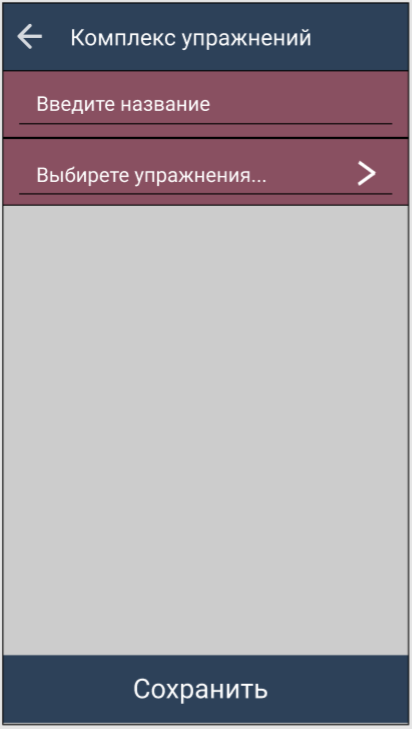 Комплекс упражнений
Введите название
Выбирете упражнения...
Сохранить